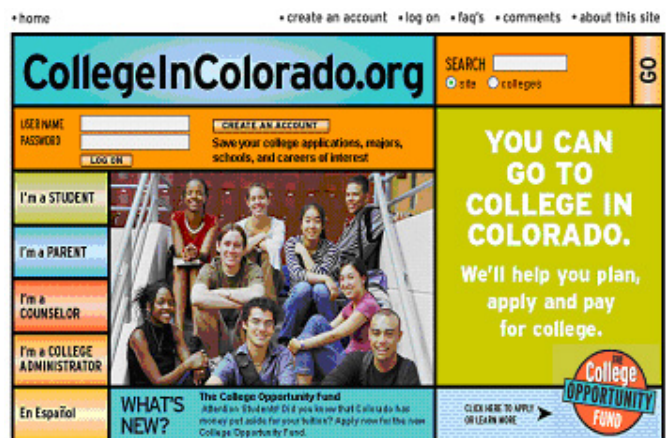 •home •create an account •log on •faq's •comments •about this site
CollegeInColorado.org
SEARCH
site colleges
GO
USER NAME
PASSWORD
LOG ON
CREATE AN ACCOUNT
Save your college applications, majors,
schools, and careers of interest
I'm a STUDENT
I'm a PARENT
I'm a
COUNSELOR
I'm a COLLEGE
ADMINISTRATOR
En Español
YOU CAN
GO TO
COLLEGE IN
COLORADO.
We'll help you plan,
apply and pay
for college.
WHAT'S
NEW?
The College Opportunity Fund
Attention Students! Did you know that Colorado has
money put aside for your tuition? Apply now for the new
College Opportunity Fund.
CLICK HERE TO APPLY
OR LEARN MORE
THE
College
OPPORTUNITY
FUND